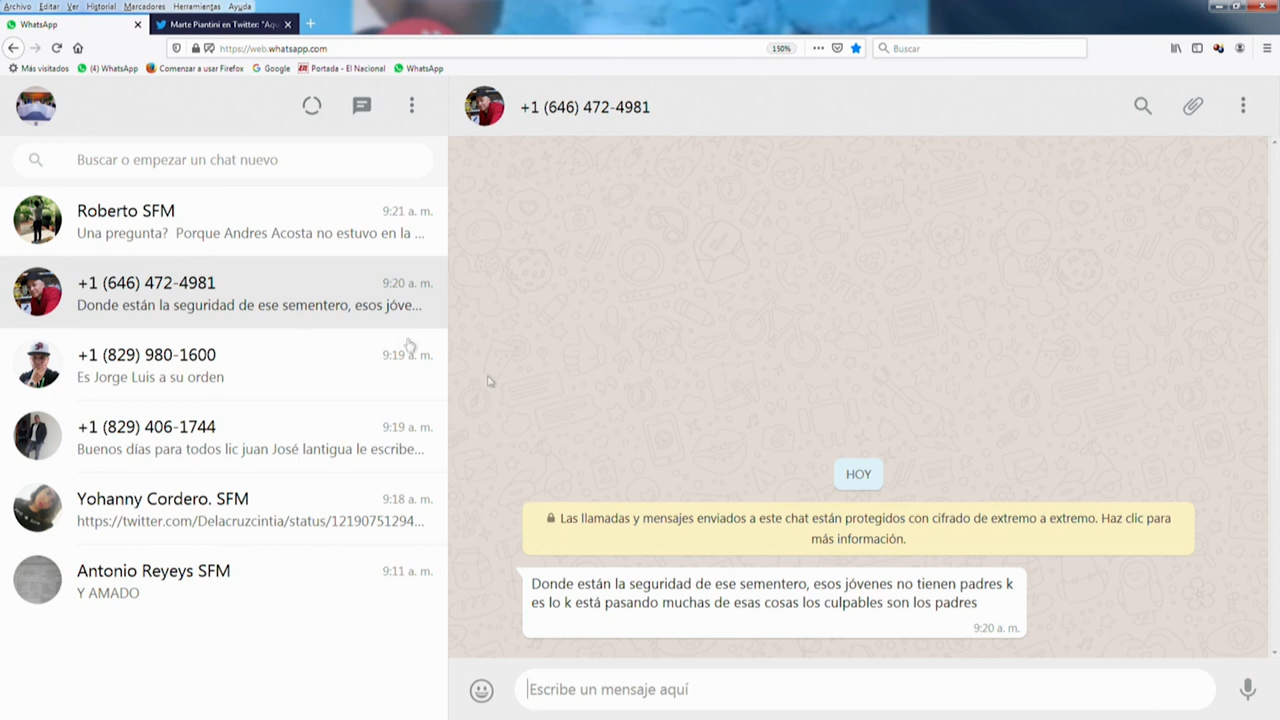 Archivo Editar Ver Historial Marcadores Herramientas Ayuda
WhatsApp
Marte Piantini en Twitter: "Aqu
https://web.whatsapp.com
150%
Buscar
Más visitados
(4) WhatsApp
Comenzar a usar Firefox
Google
Portada - El Nacional
WhatsApp
+1 (646) 472-4981
Buscar o empezar un chat nuevo
Roberto SFM
9:21 a. m.
Una pregunta? Porque Andres Acosta no estuvo en la ...
+1 (646) 472-4981
9:20 a. m.
Donde están la seguridad de ese sementero, esos jóve...
+1 (829) 980-1600
9:19 a. m.
Es Jorge Luis a su orden
+1 (829) 406-1744
9:19 a. m.
Buenos días para todos lic juan José lantigua le escribe...
Yohanny Cordero. SFM
9:18 a. m.
https://twitter.com/Delacruzcintia/status/12190751294...
Antonio Reyeys SFM
9:11 a. m.
Y AMADO
HOY
Las llamadas y mensajes enviados a este chat están protegidos con cifrado de extremo a extremo. Haz clic para
más información.
Donde están la seguridad de ese sementero, esos jóvenes no tienen padres k
es lo k está pasando muchas de esas cosas los culpables son los padres
9:20 a. m.
Escribe un mensaje aquí